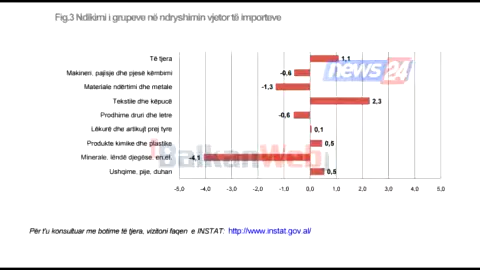 Fig.3 Ndikimi i grupeve në ndryshimin vjetor të importeve
Të tjera 1,1
Makineri, pajisje dhe pjesë këmbimi -0,6
news 24
Materiale ndërtimi dhe metale -1,3
Tekstile dhe këpucë 2,3
Prodhime druri dhe letre -0,6
Lëkurë dhe artikujt prej tyre 0,1
Produkte kimike dhe plastike 0,5
Minerale, lëndë djegëse, en.el. -4,1
BalkanWeb
Ushqime, pije, duhan 0,5
-5,0 -4,0 -3,0 -2,0 -1,0 0,0 1,0 2,0 3,0 4,0 5,0
Për t'u konsultuar me botime të tjera, vizitoni faqen e INSTAT: http://www.instat.gov.al/